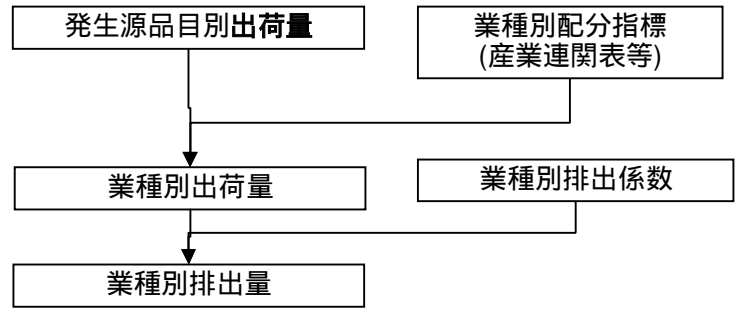 発生源品目別出荷量
業種別配分指標
(産業連関表等)
業種別出荷量
業種別排出係数
業種別排出量